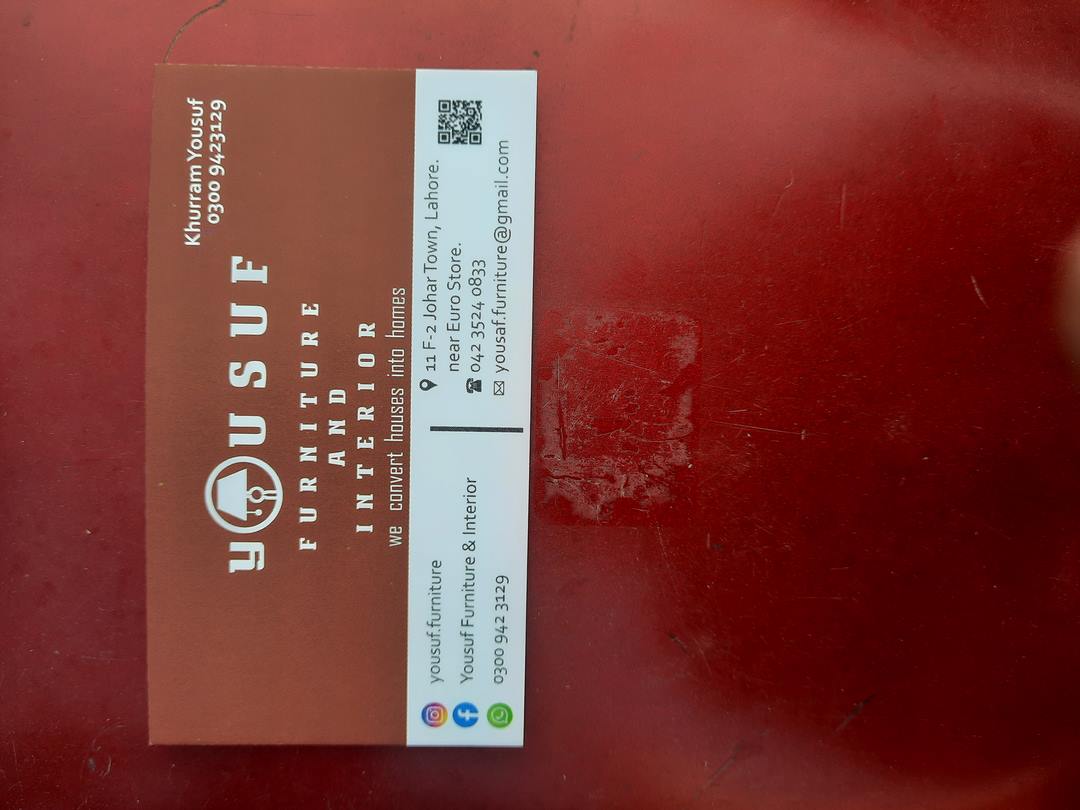 Khurram Yousuf
0300 9423129
yOUSUF
FURNITURE
AND
INTERIOR
we convert houses into homes
yousuf.furniture
Yousuf Furniture & Interior
0300 942 3129
11 F-2 Johar Town, Lahore.
near Euro Store.
042 3524 0833
yousaf.furniture@gmail.com